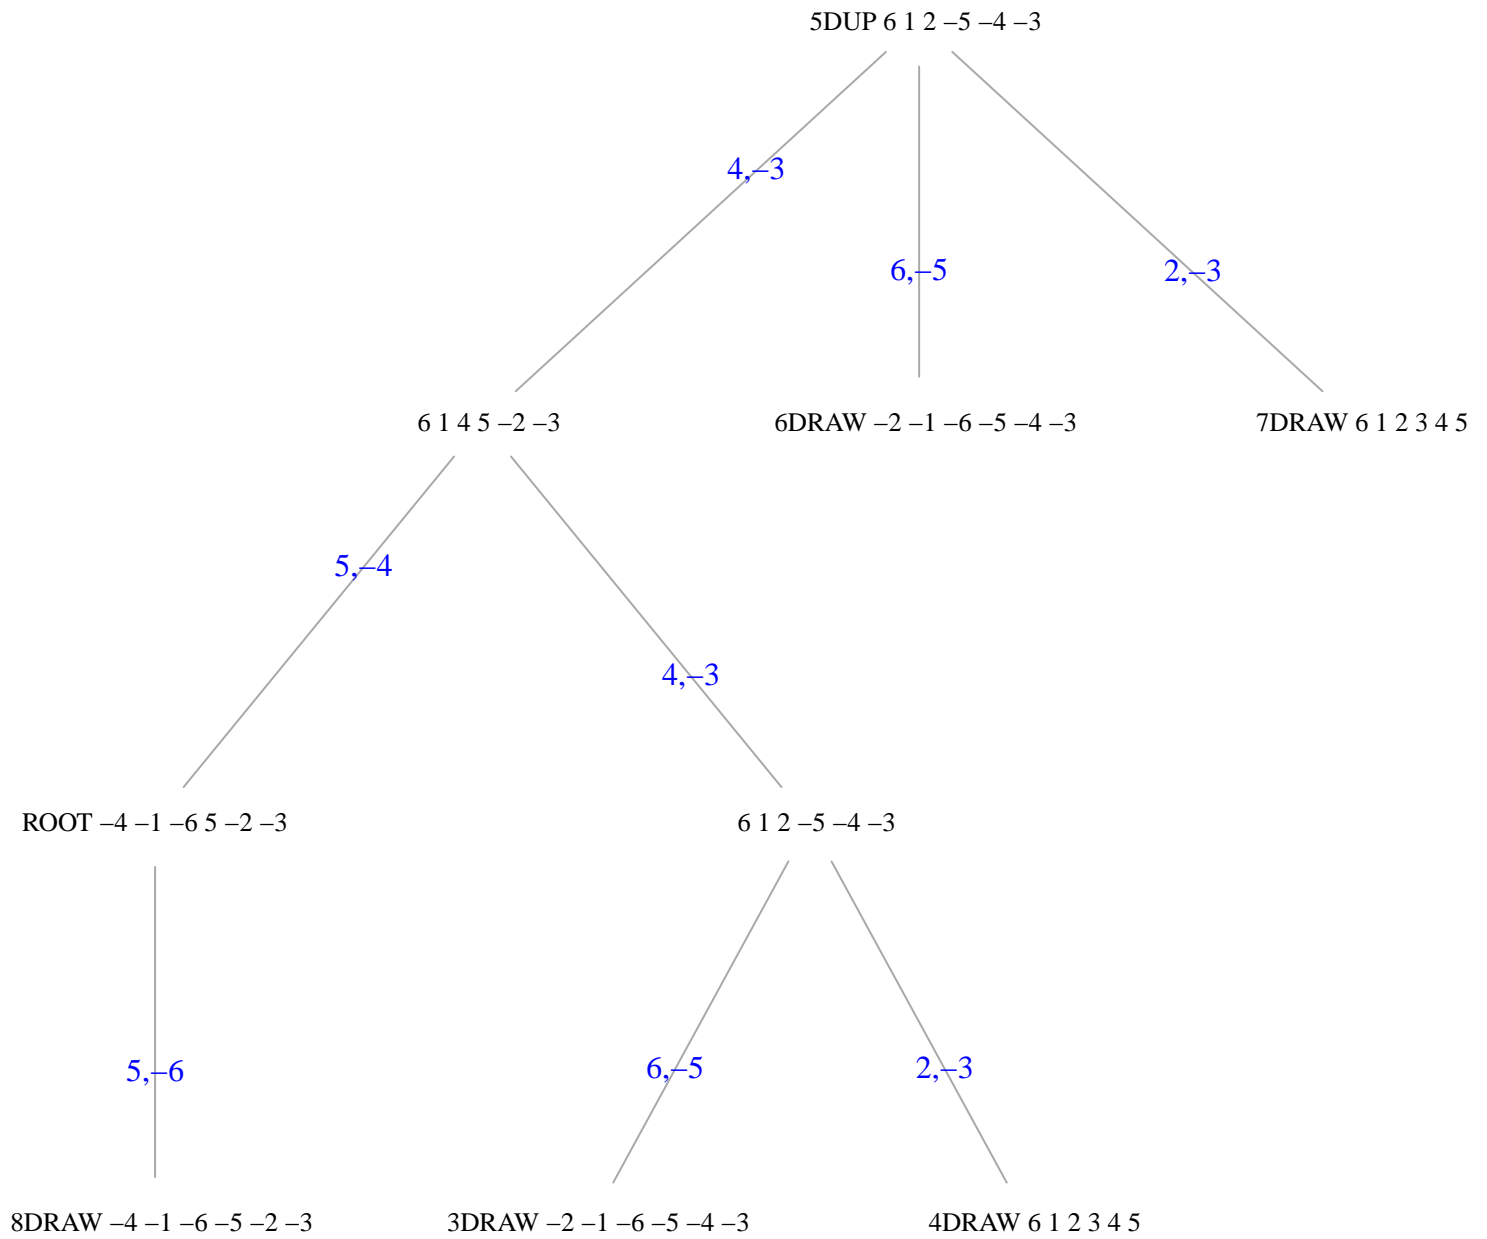 5DUP 6 1 2 –5 –4 –3
4,–3
6,–5
2,–3
6 1 4 5 –2 –3
6DRAW –2 –1 –6 –5 –4 –3
7DRAW 6 1 2 3 4 5
5,–4
4,–3
ROOT –4 –1 –6 5 –2 –3
6 1 2 –5 –4 –3
5,–6
6,–5
2,–3
8DRAW –4 –1 –6 –5 –2 –3
3DRAW –2 –1 –6 –5 –4 –3
4DRAW 6 1 2 3 4 5